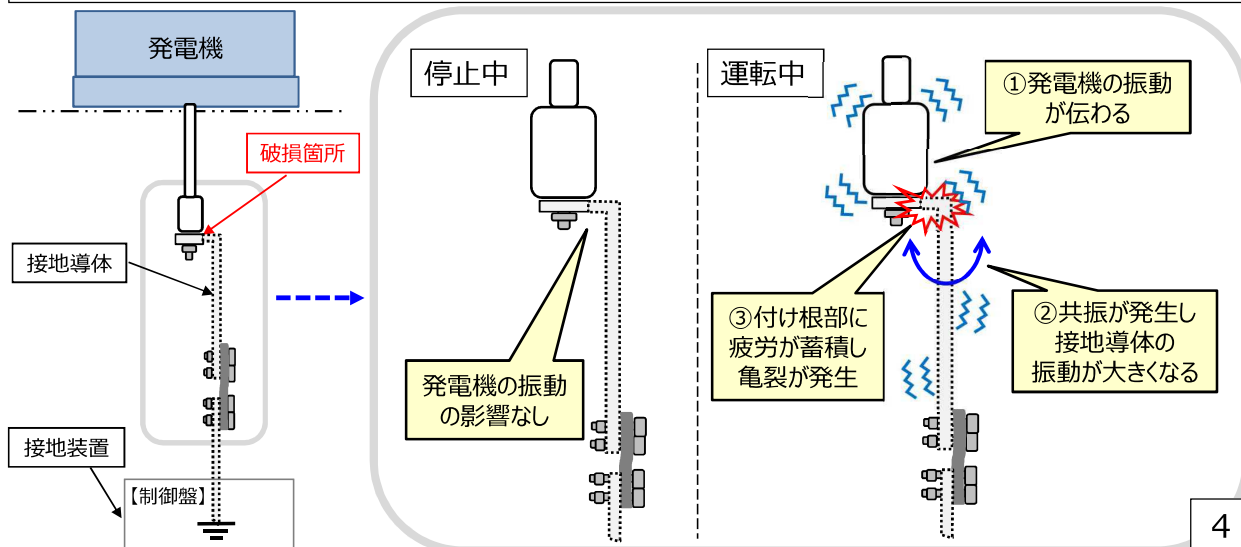 発電機
破損箇所
接地導体
接地装置
【制御盤】
停止中
発電機の振動
の影響なし
運転中
①発電機の振動
が伝わる
②共振が発生し
接地導体の
振動が大きくなる
③付け根部に
疲労が蓄積し
亀裂が発生
4